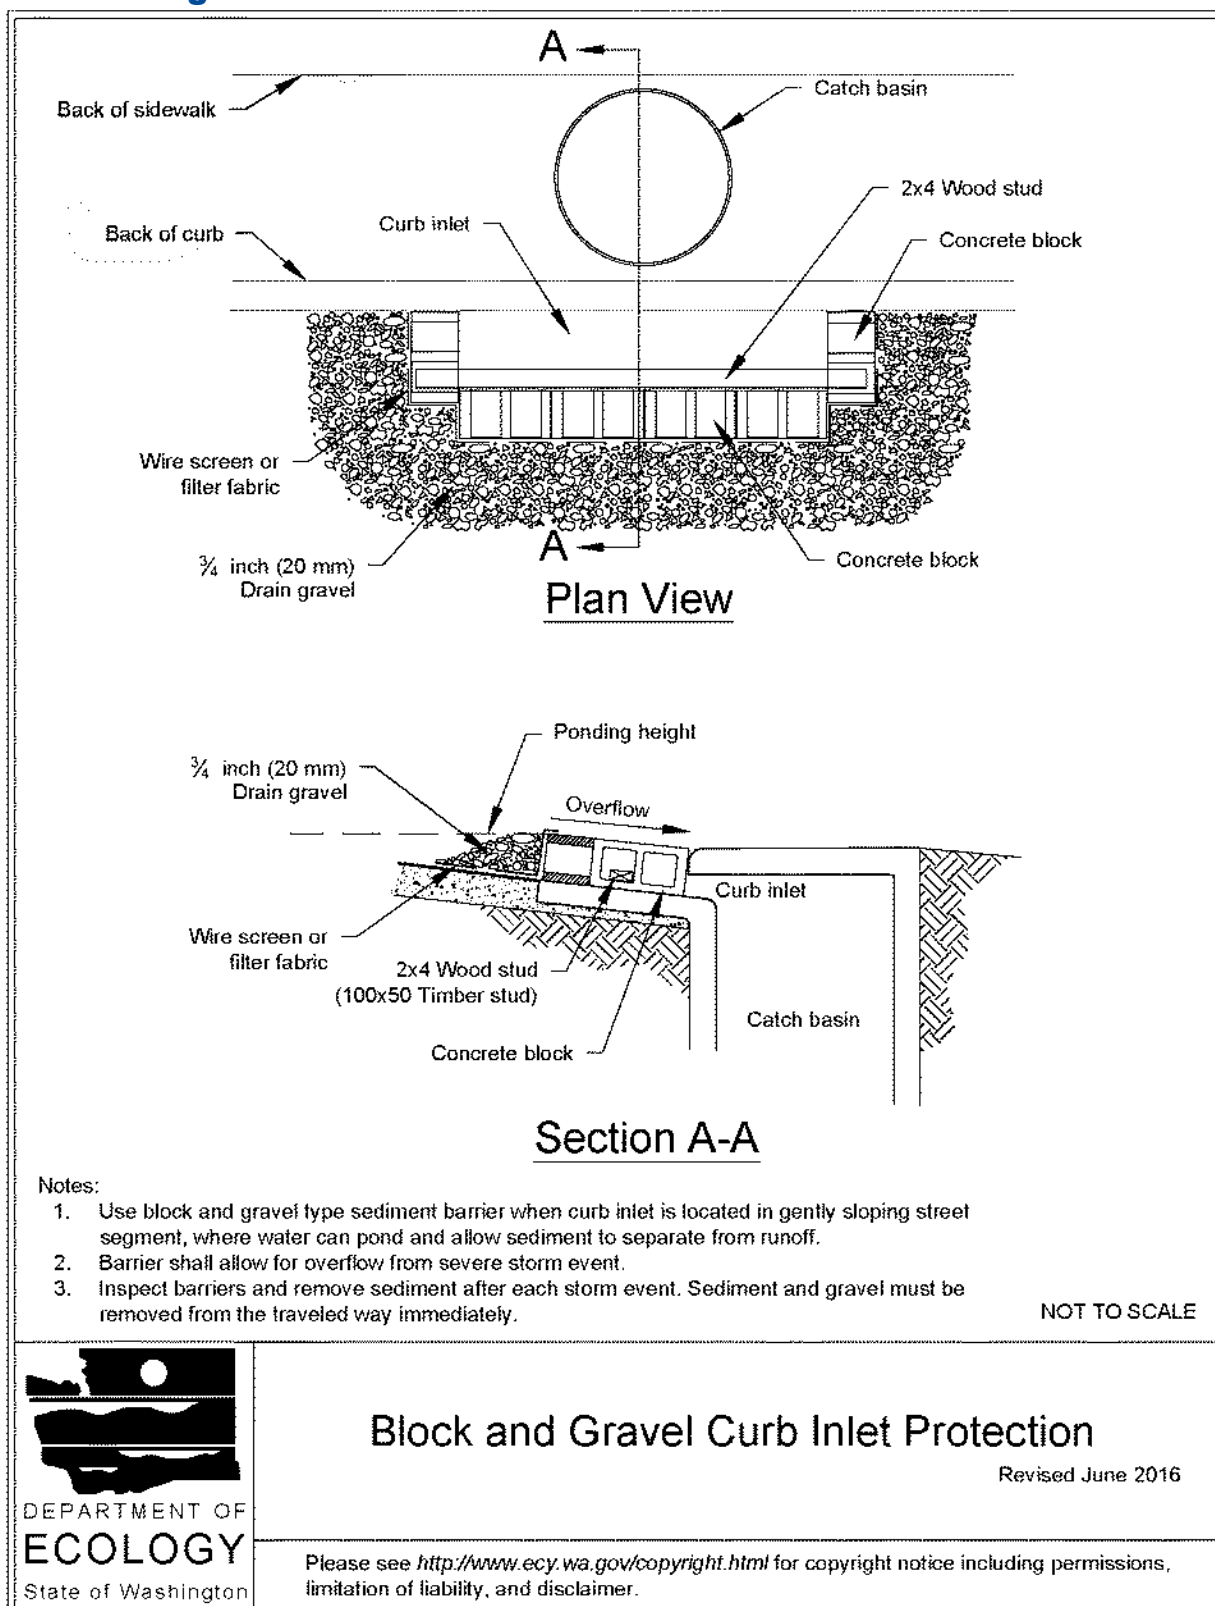 A
Back of sidewalk
Catch basin
2x4 Wood stud
Curb inlet
Back of curb
Concrete block
Wire screen or
filter fabric
A
Concrete block
¾ inch (20 mm)
Drain gravel
Plan View
Ponding height
¾ inch (20 mm)
Drain gravel
Overflow
Curb inlet
Wire screen or
filter fabric
2x4 Wood stud
(100x50 Timber stud)
Catch basin
Concrete block
Section A-A
Notes:
1. Use block and gravel type sediment barrier when curb inlet is located in gently sloping street
segment, where water can pond and allow sediment to separate from runoff.
2. Barrier shall allow for overflow from severe storm event.
3. Inspect barriers and remove sediment after each storm event. Sediment and gravel must be
removed from the traveled way immediately.
NOT TO SCALE
Block and Gravel Curb Inlet Protection
Revised June 2016
DEPARTMENT OF
ECOLOGY
State of Washington
Please see http://www.ecy.wa.gov/copyright.html for copyright notice including permissions,
limitation of liability, and disclaimer.